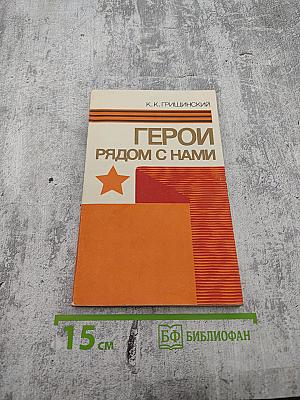 К. К. ГРИЩИНСКИЙ
ГЕРОИ
РЯДОМ С НАМИ
15 см
БФ БИБЛИОФАН